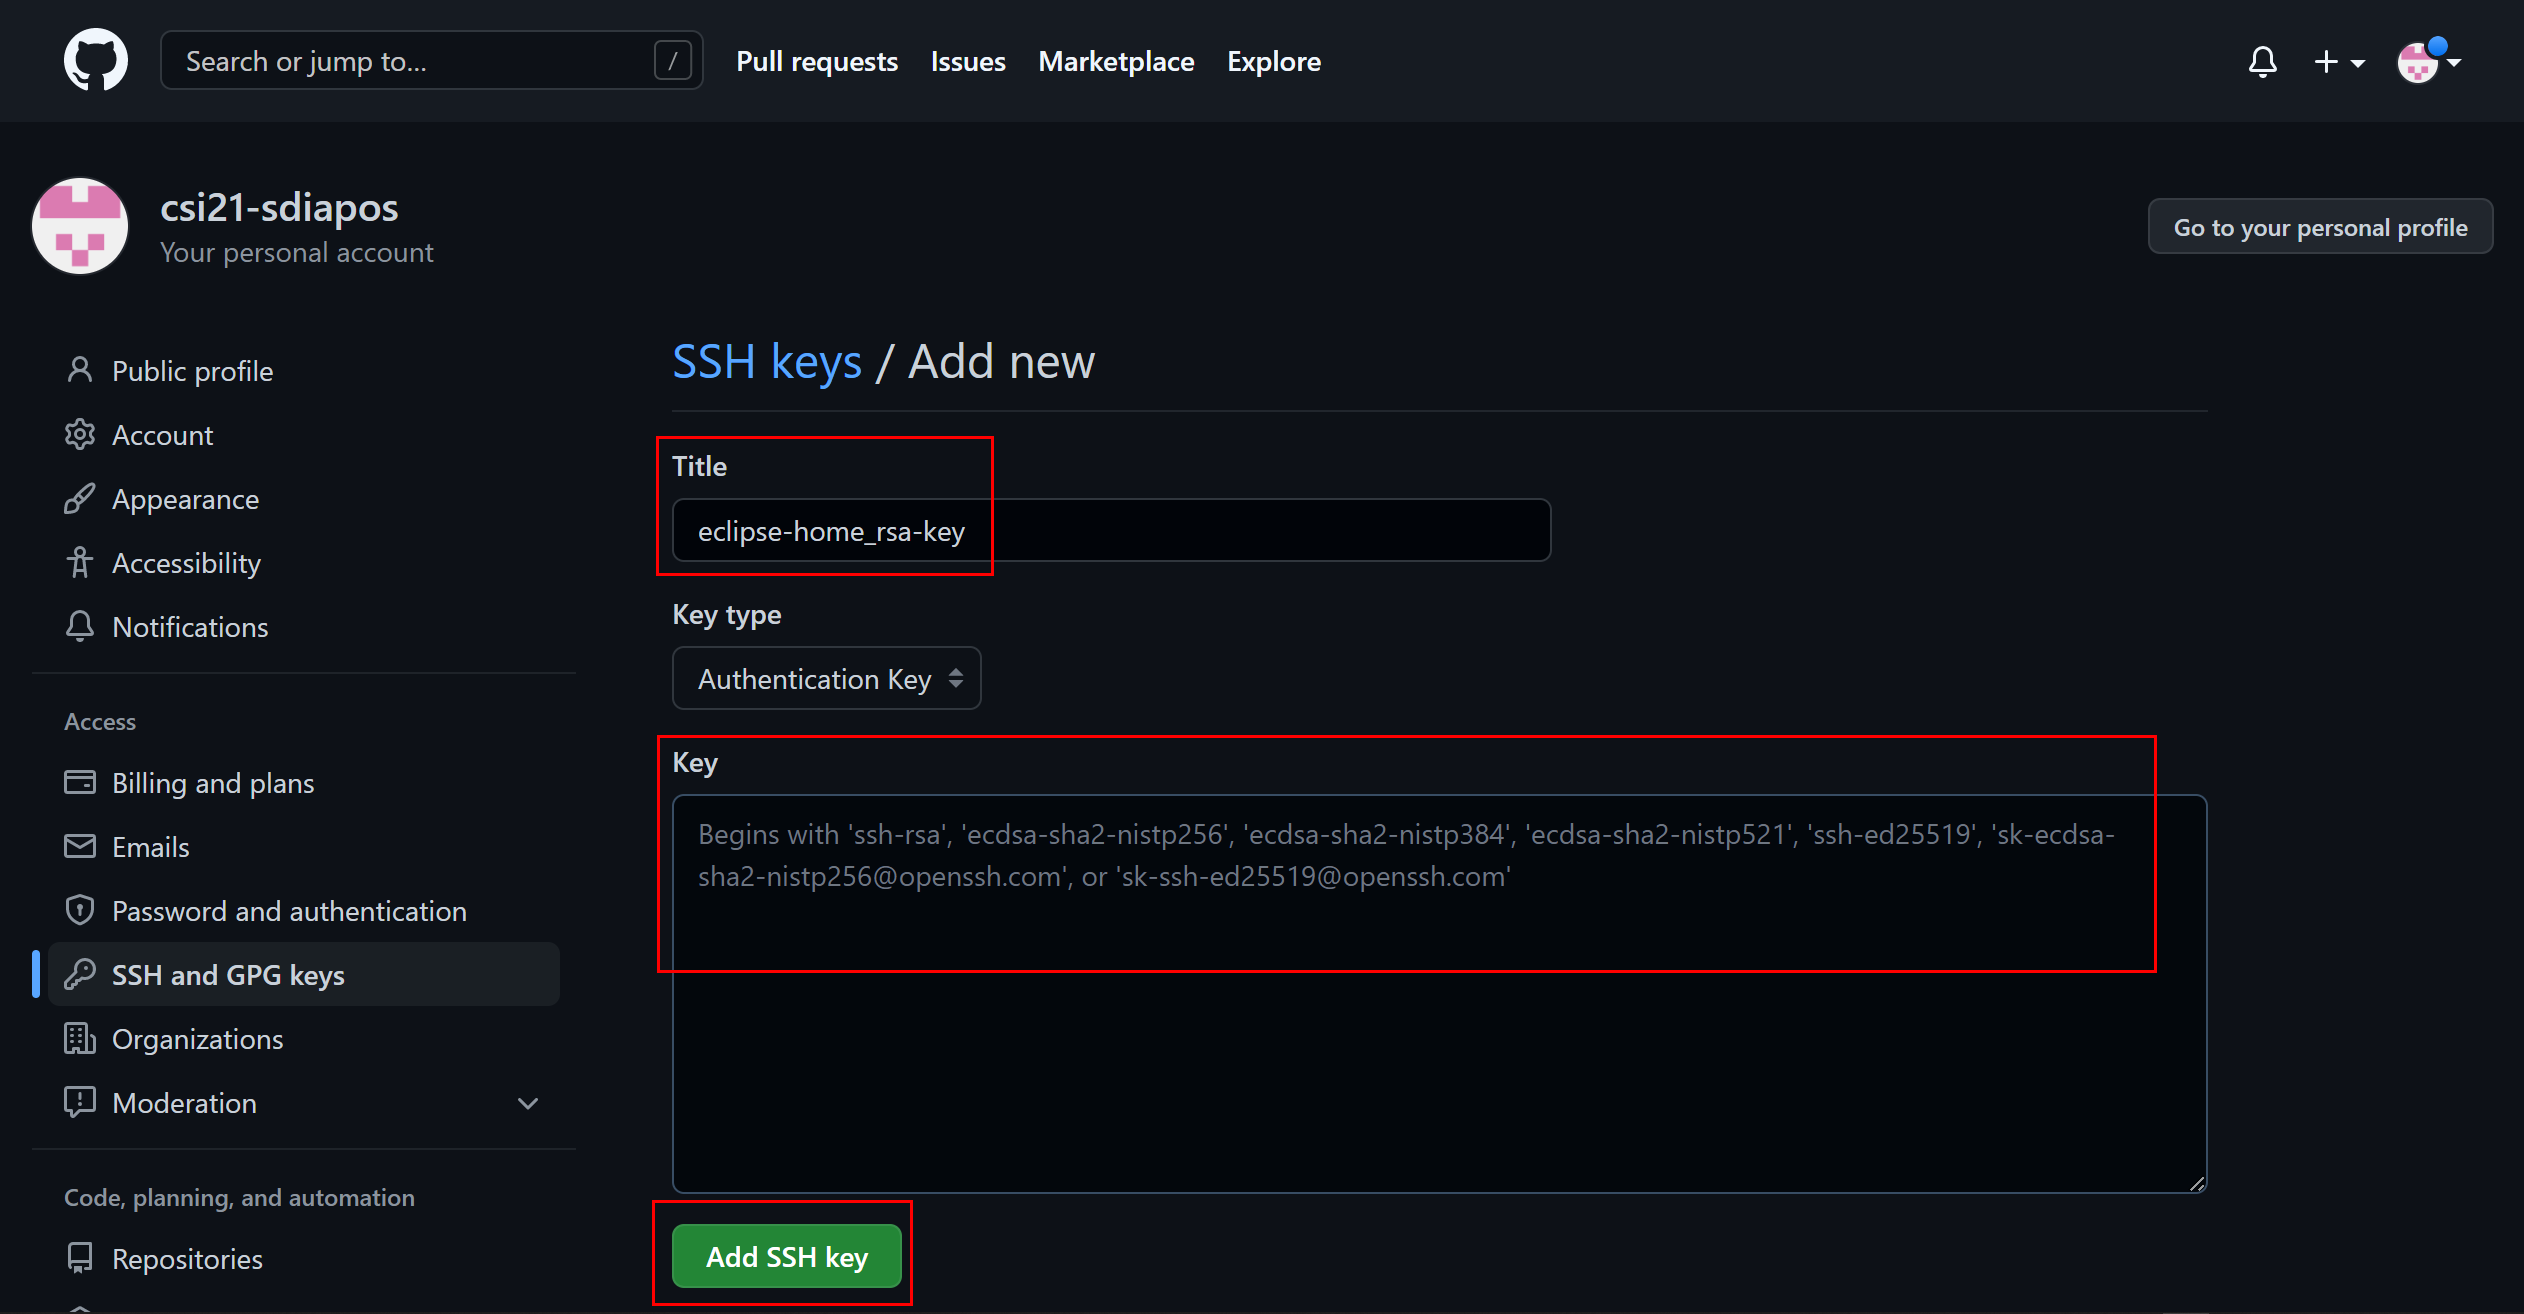 Search or jump to...
/
Pull requests
Issues
Marketplace
Explore
csi21-sdiapos
Your personal account
Go to your personal profile
Public profile
Account
Appearance
Accessibility
Notifications
Access
Billing and plans
Emails
Password and authentication
SSH and GPG keys
Organizations
Moderation
Code, planning, and automation
Repositories
SSH keys / Add new
Title
eclipse-home_rsa-key
Key type
Authentication Key
Key
Begins with 'ssh-rsa', 'ecdsa-sha2-nistp256', 'ecdsa-sha2-nistp384', 'ecdsa-sha2-nistp521', 'ssh-ed25519', 'sk-ecdsa-
sha2-nistp256@openssh.com', or 'sk-ssh-ed25519@openssh.com'
Add SSH key